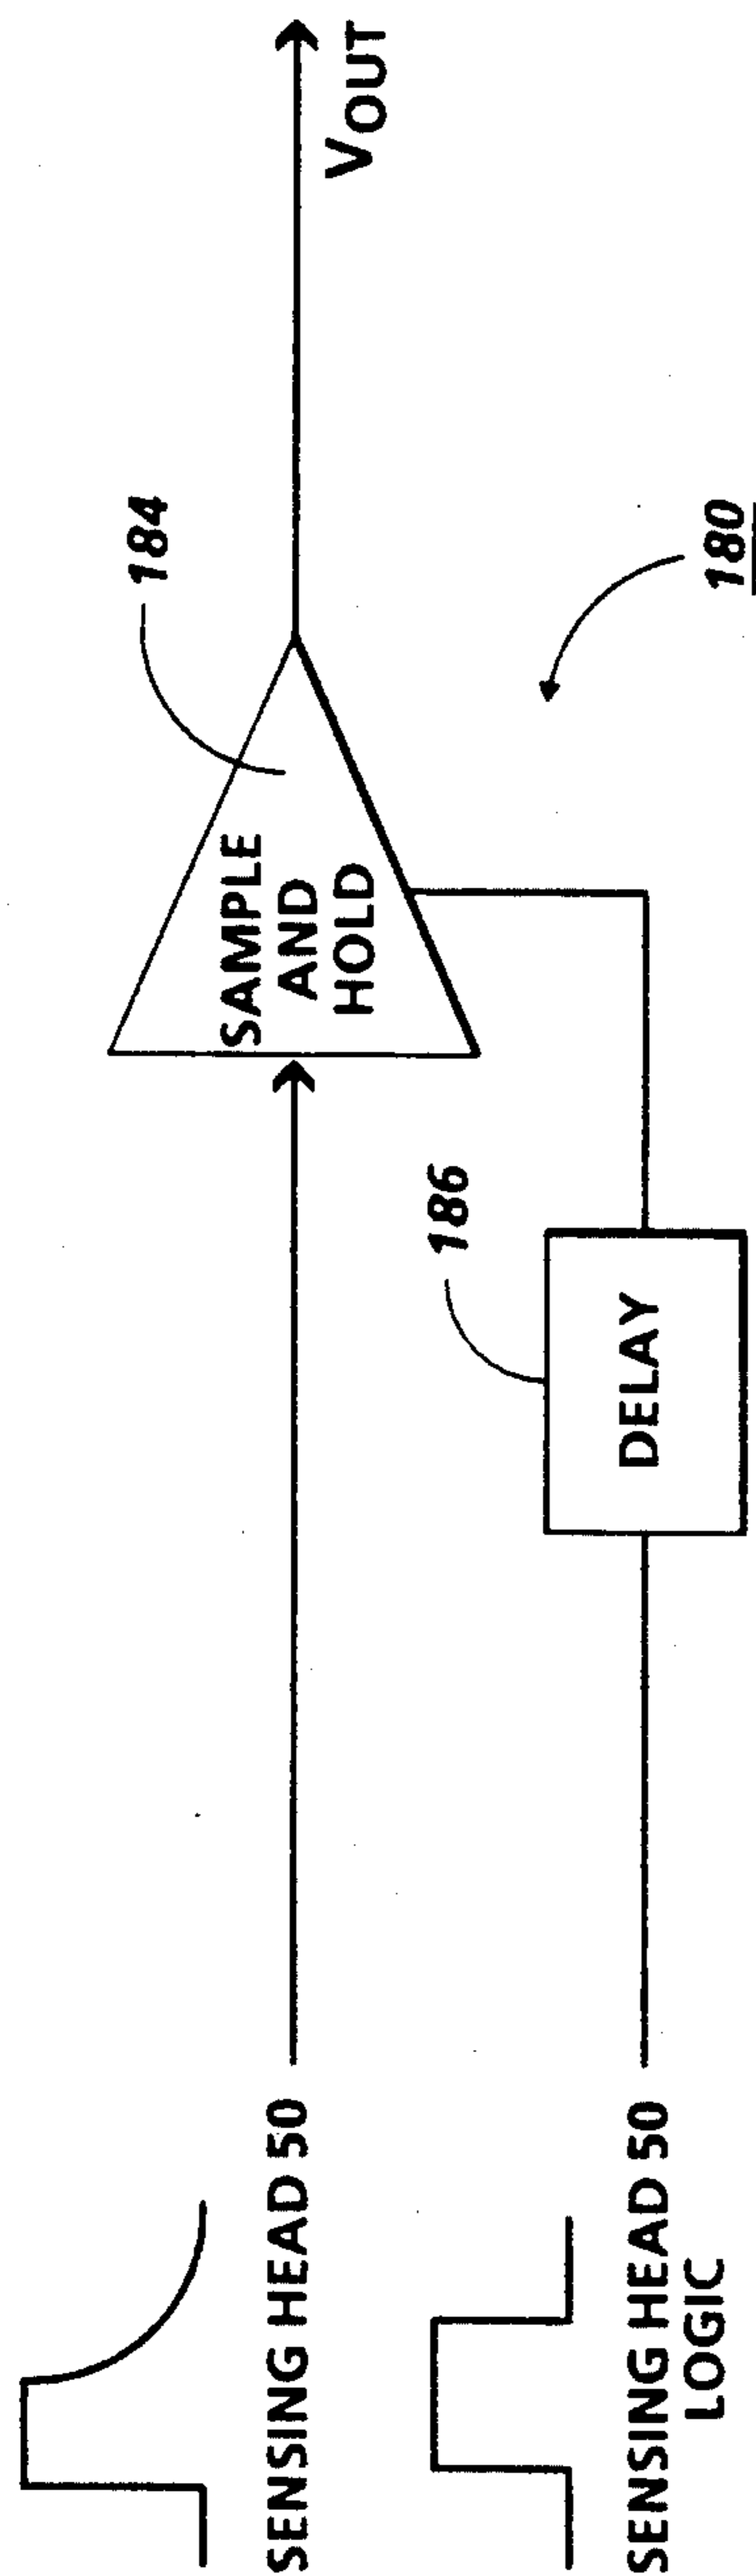 SENSING HEAD 50
SAMPLE
AND
HOLD
184
VOUT
SENSING HEAD 50
LOGIC
DELAY
186
180